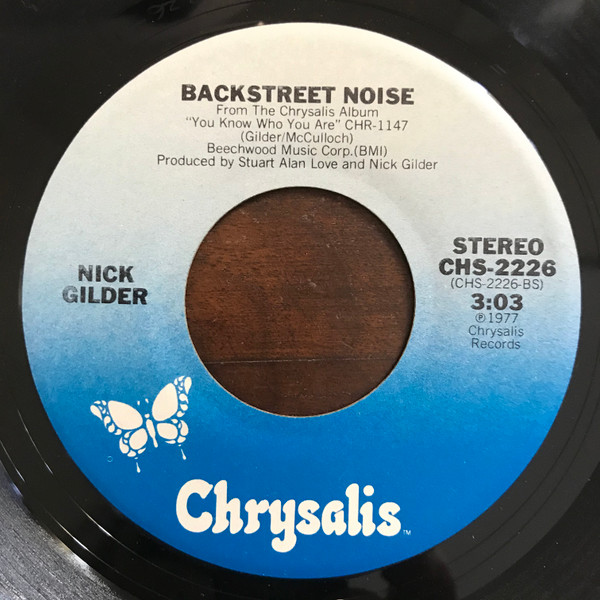 BACKSTREET NOISE
From The Chrysalis Album
"You Know Who You Are" CHR-1147
(Gilder/McCulloch)
Beechwood Music Corp.(BMI)
Produced by Stuart Alan Love and Nick Gilder
NICK
GILDER
STEREO
CHS-2226
(CHS-2226-BS)
3:03
℗1977
Chrysalis
Records
Chrysalis™